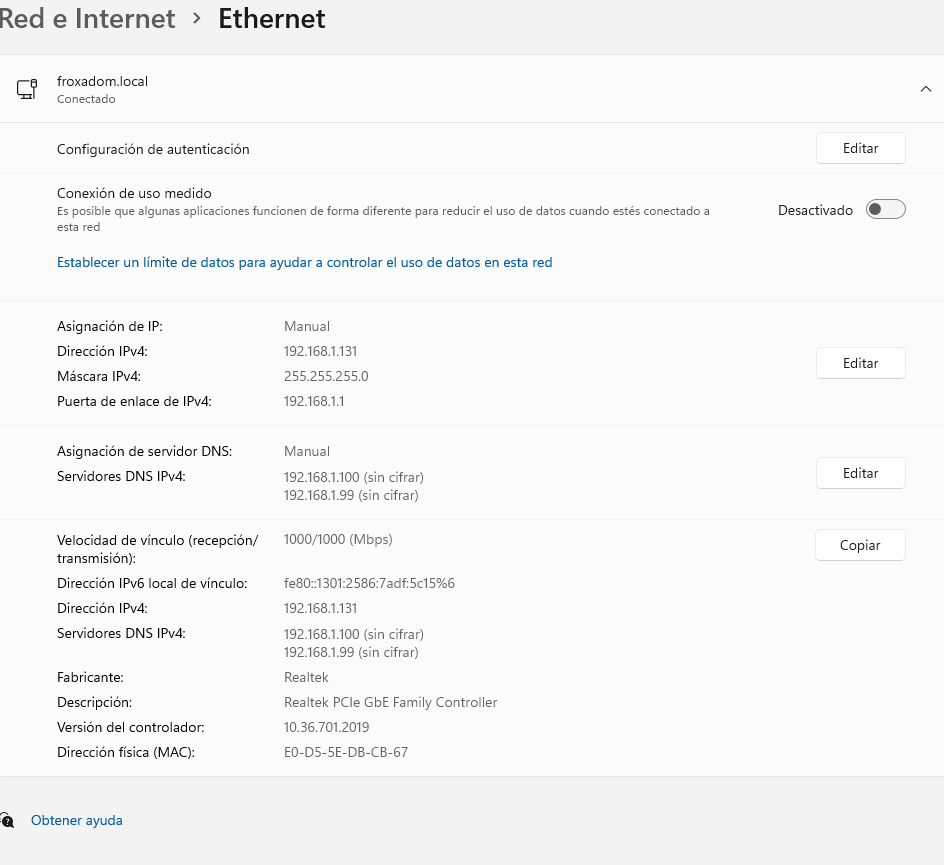 Red e Internet › Ethernet
froxadom.local
Conectado
Configuración de autenticación
Editar
Conexión de uso medido
Es posible que algunas aplicaciones funcionen de forma diferente para reducir el uso de datos cuando estés conectado a
esta red
Desactivado
Establecer un límite de datos para ayudar a controlar el uso de datos en esta red
Asignación de IP: Manual
Dirección IPv4: 192.168.1.131
Máscara IPv4: 255.255.255.0
Puerta de enlace de IPv4: 192.168.1.1
Editar
Asignación de servidor DNS: Manual
Servidores DNS IPv4: 192.168.1.100 (sin cifrar)
192.168.1.99 (sin cifrar)
Editar
Velocidad de vínculo (recepción/ 1000/1000 (Mbps)
transmisión):
Copiar
Dirección IPv6 local de vínculo: fe80::1301:2586:7adf:5c15%6
Dirección IPv4: 192.168.1.131
Servidores DNS IPv4: 192.168.1.100 (sin cifrar)
192.168.1.99 (sin cifrar)
Fabricante: Realtek
Descripción: Realtek PCIe GbE Family Controller
Versión del controlador: 10.36.701.2019
Dirección física (MAC): E0-D5-5E-DB-CB-67
Obtener ayuda